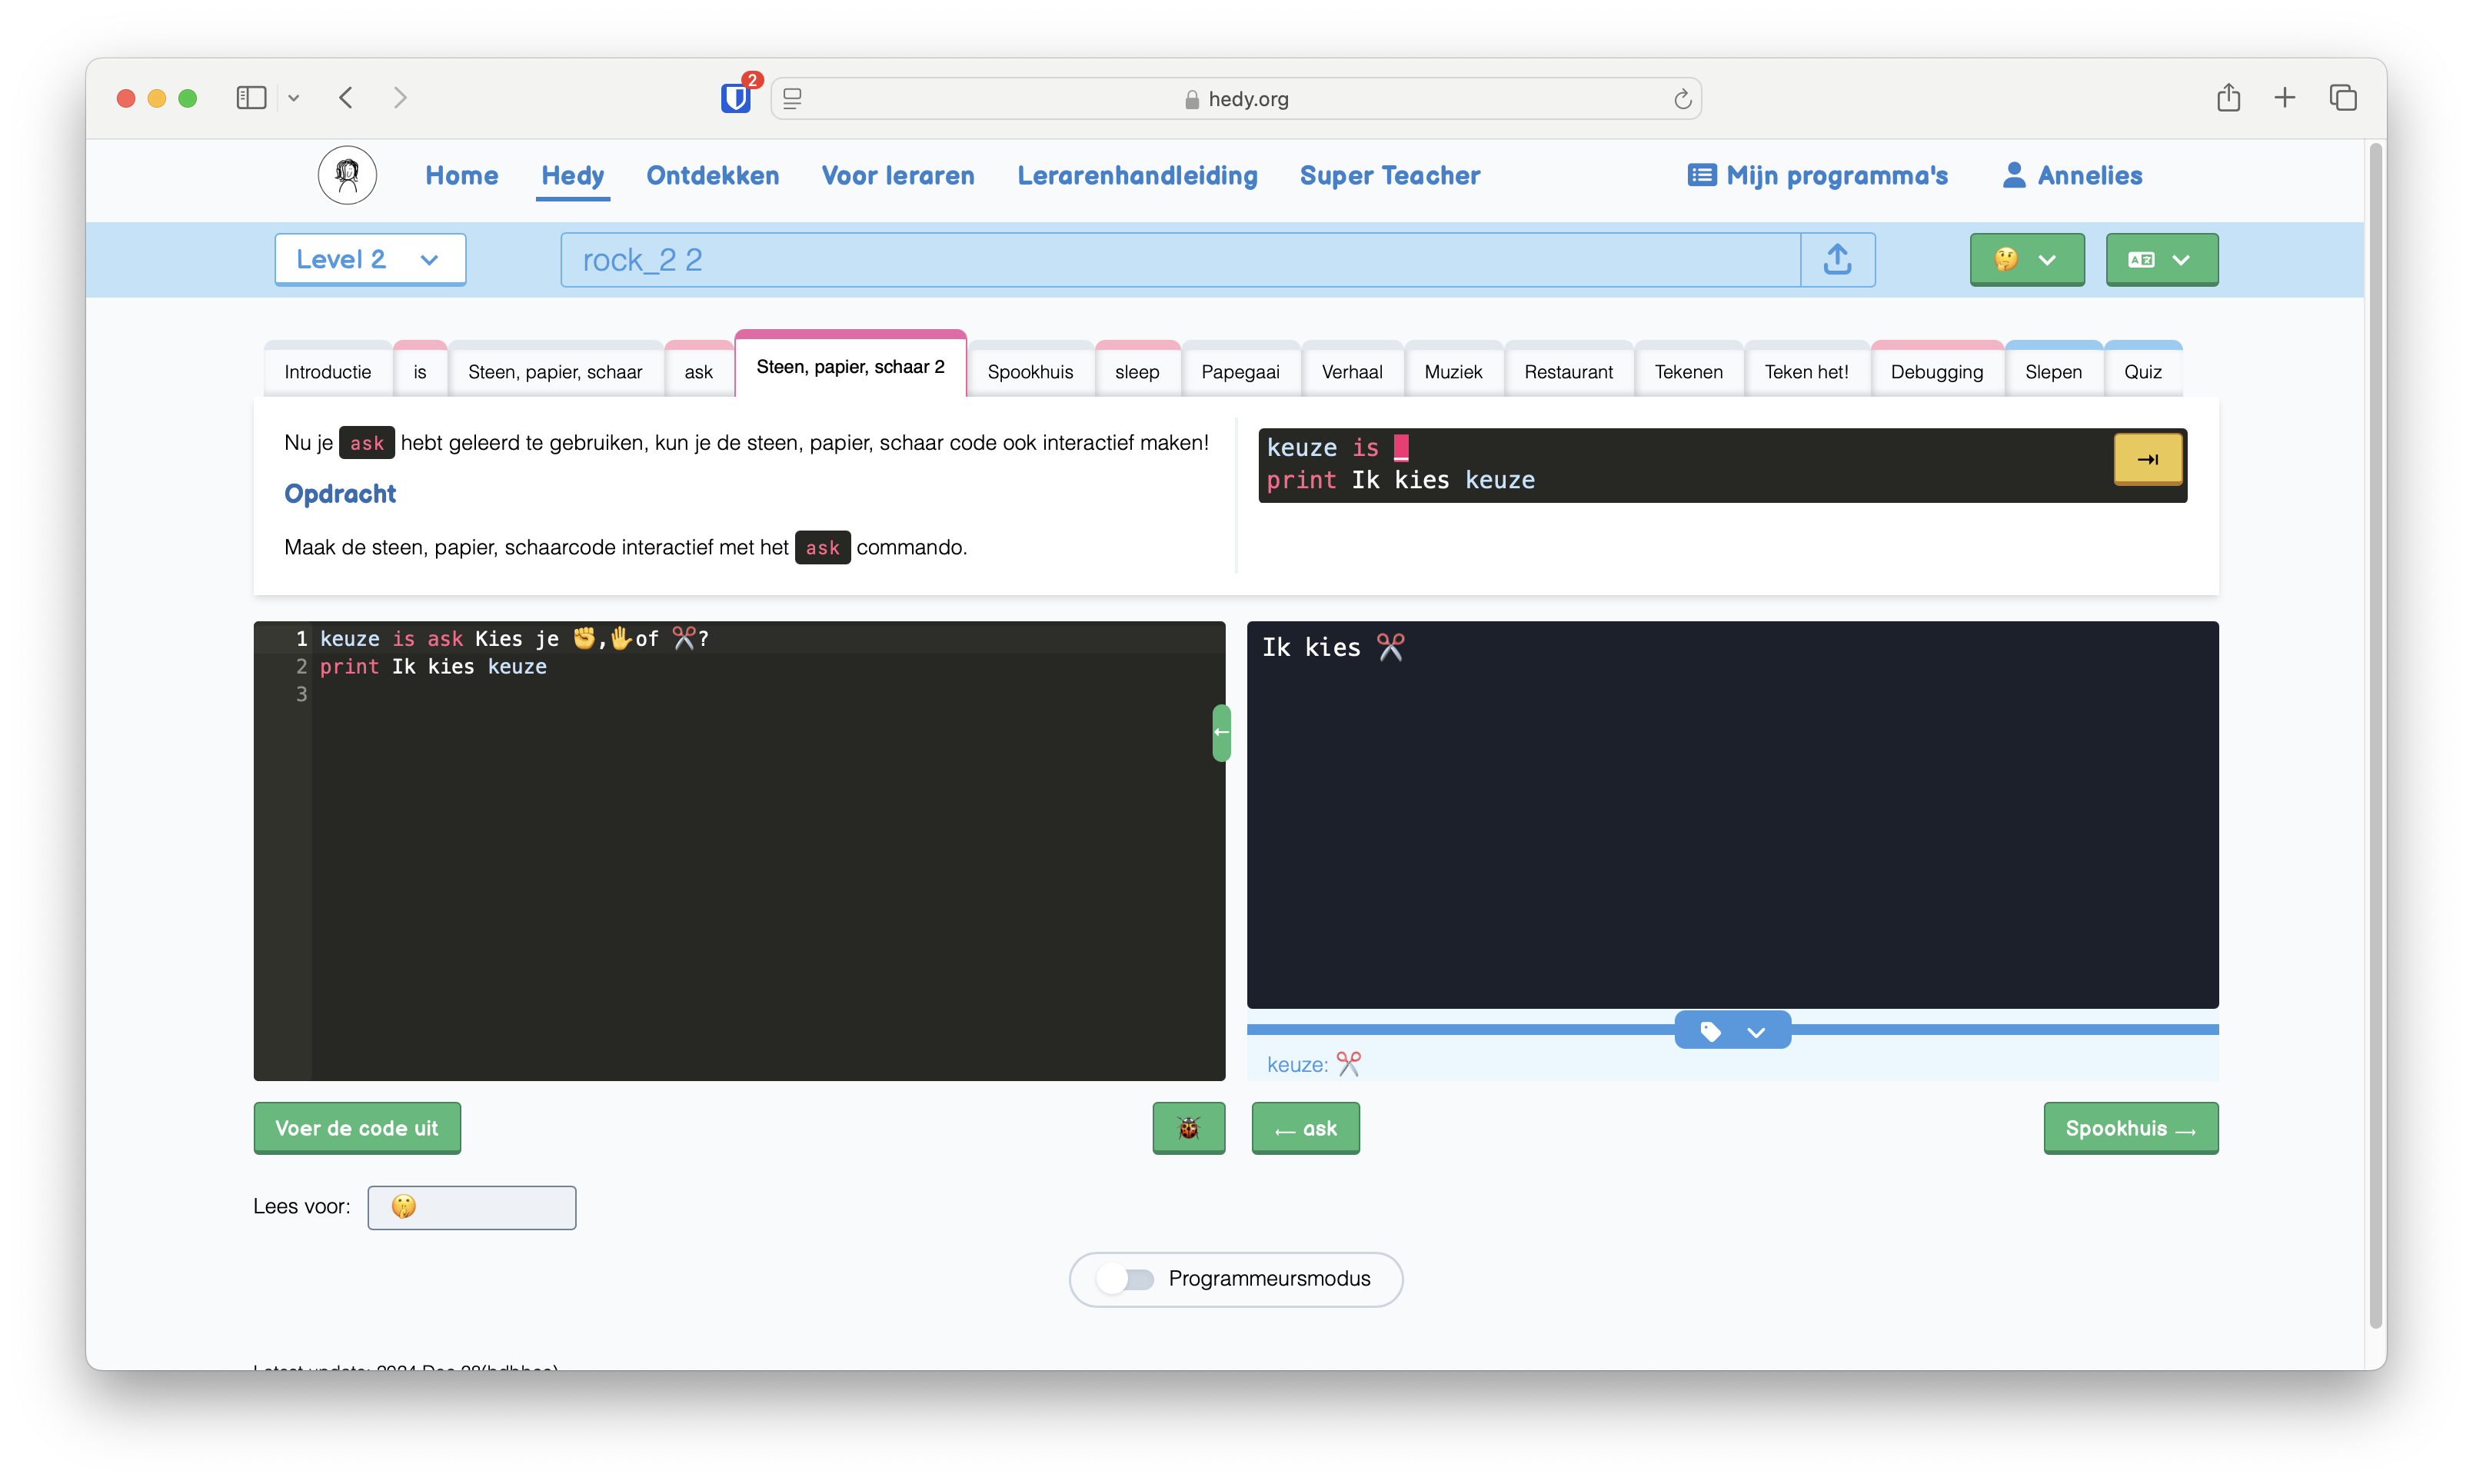 2
hedy.org
Home Hedy Ontdekken Voor leraren Lerarenhandleiding Super Teacher Mijn programma's Annelies
Level 2 rock_2 2 🤔
Introductie is Steen, papier, schaar ask Steen, papier, schaar 2 Spookhuis sleep Papegaai Verhaal Muziek Restaurant Tekenen Teken het! Debugging Slepen Quiz
Nu je ask hebt geleerd te gebruiken, kun je de steen, papier, schaar code ook interactief maken!
Opdracht
Maak de steen, papier, schaarcode interactief met het ask commando.
keuze is _
print Ik kies keuze
1 keuze is ask Kies je ✊,✋of ✂️?
2 print Ik kies keuze
3
Ik kies ✂️
keuze: ✂️
Voer de code uit 🐞 ← ask Spookhuis →
Lees voor: 🤫
Programmeursmodus